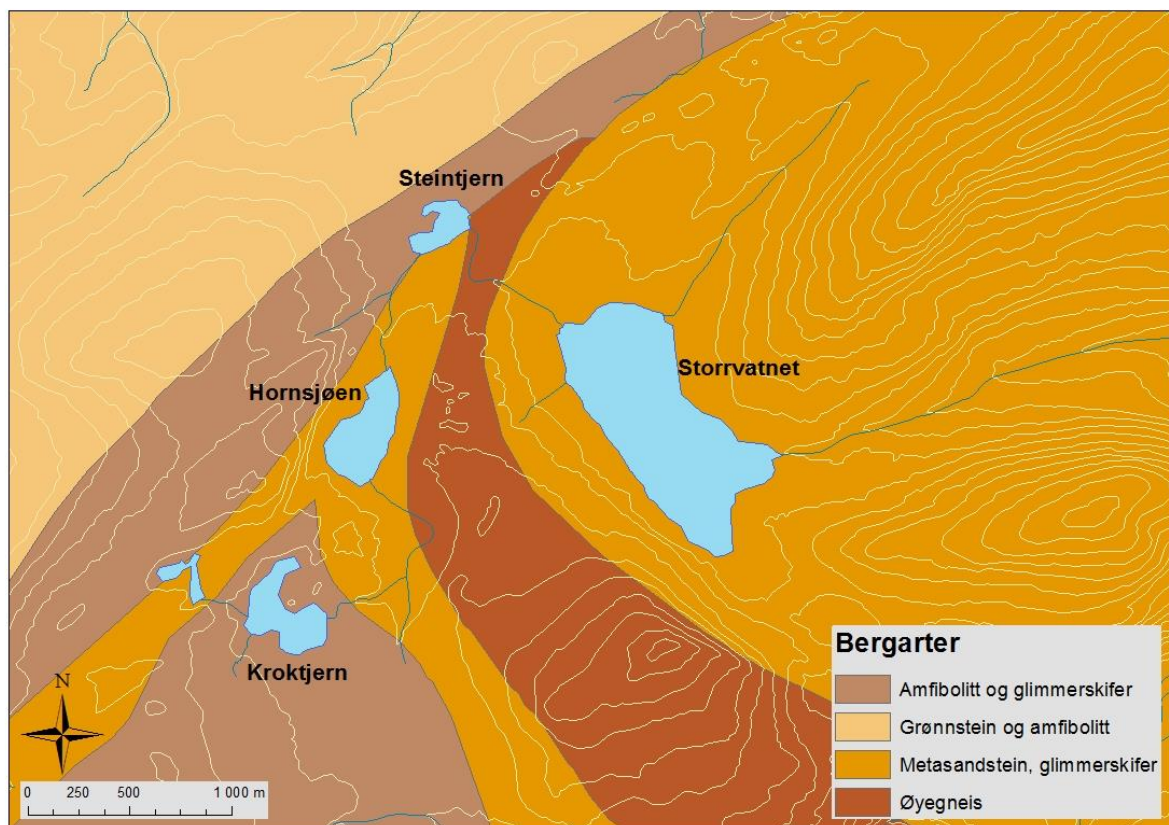 Steintjern
Hornsjøen
Storrvatnet
Kroktjern
N
0 250 500 1 000 m
Bergarter
Amfibolitt og glimmerskifer
Grønnstein og amfibolitt
Metasandstein, glimmerskifer
Øyegneis